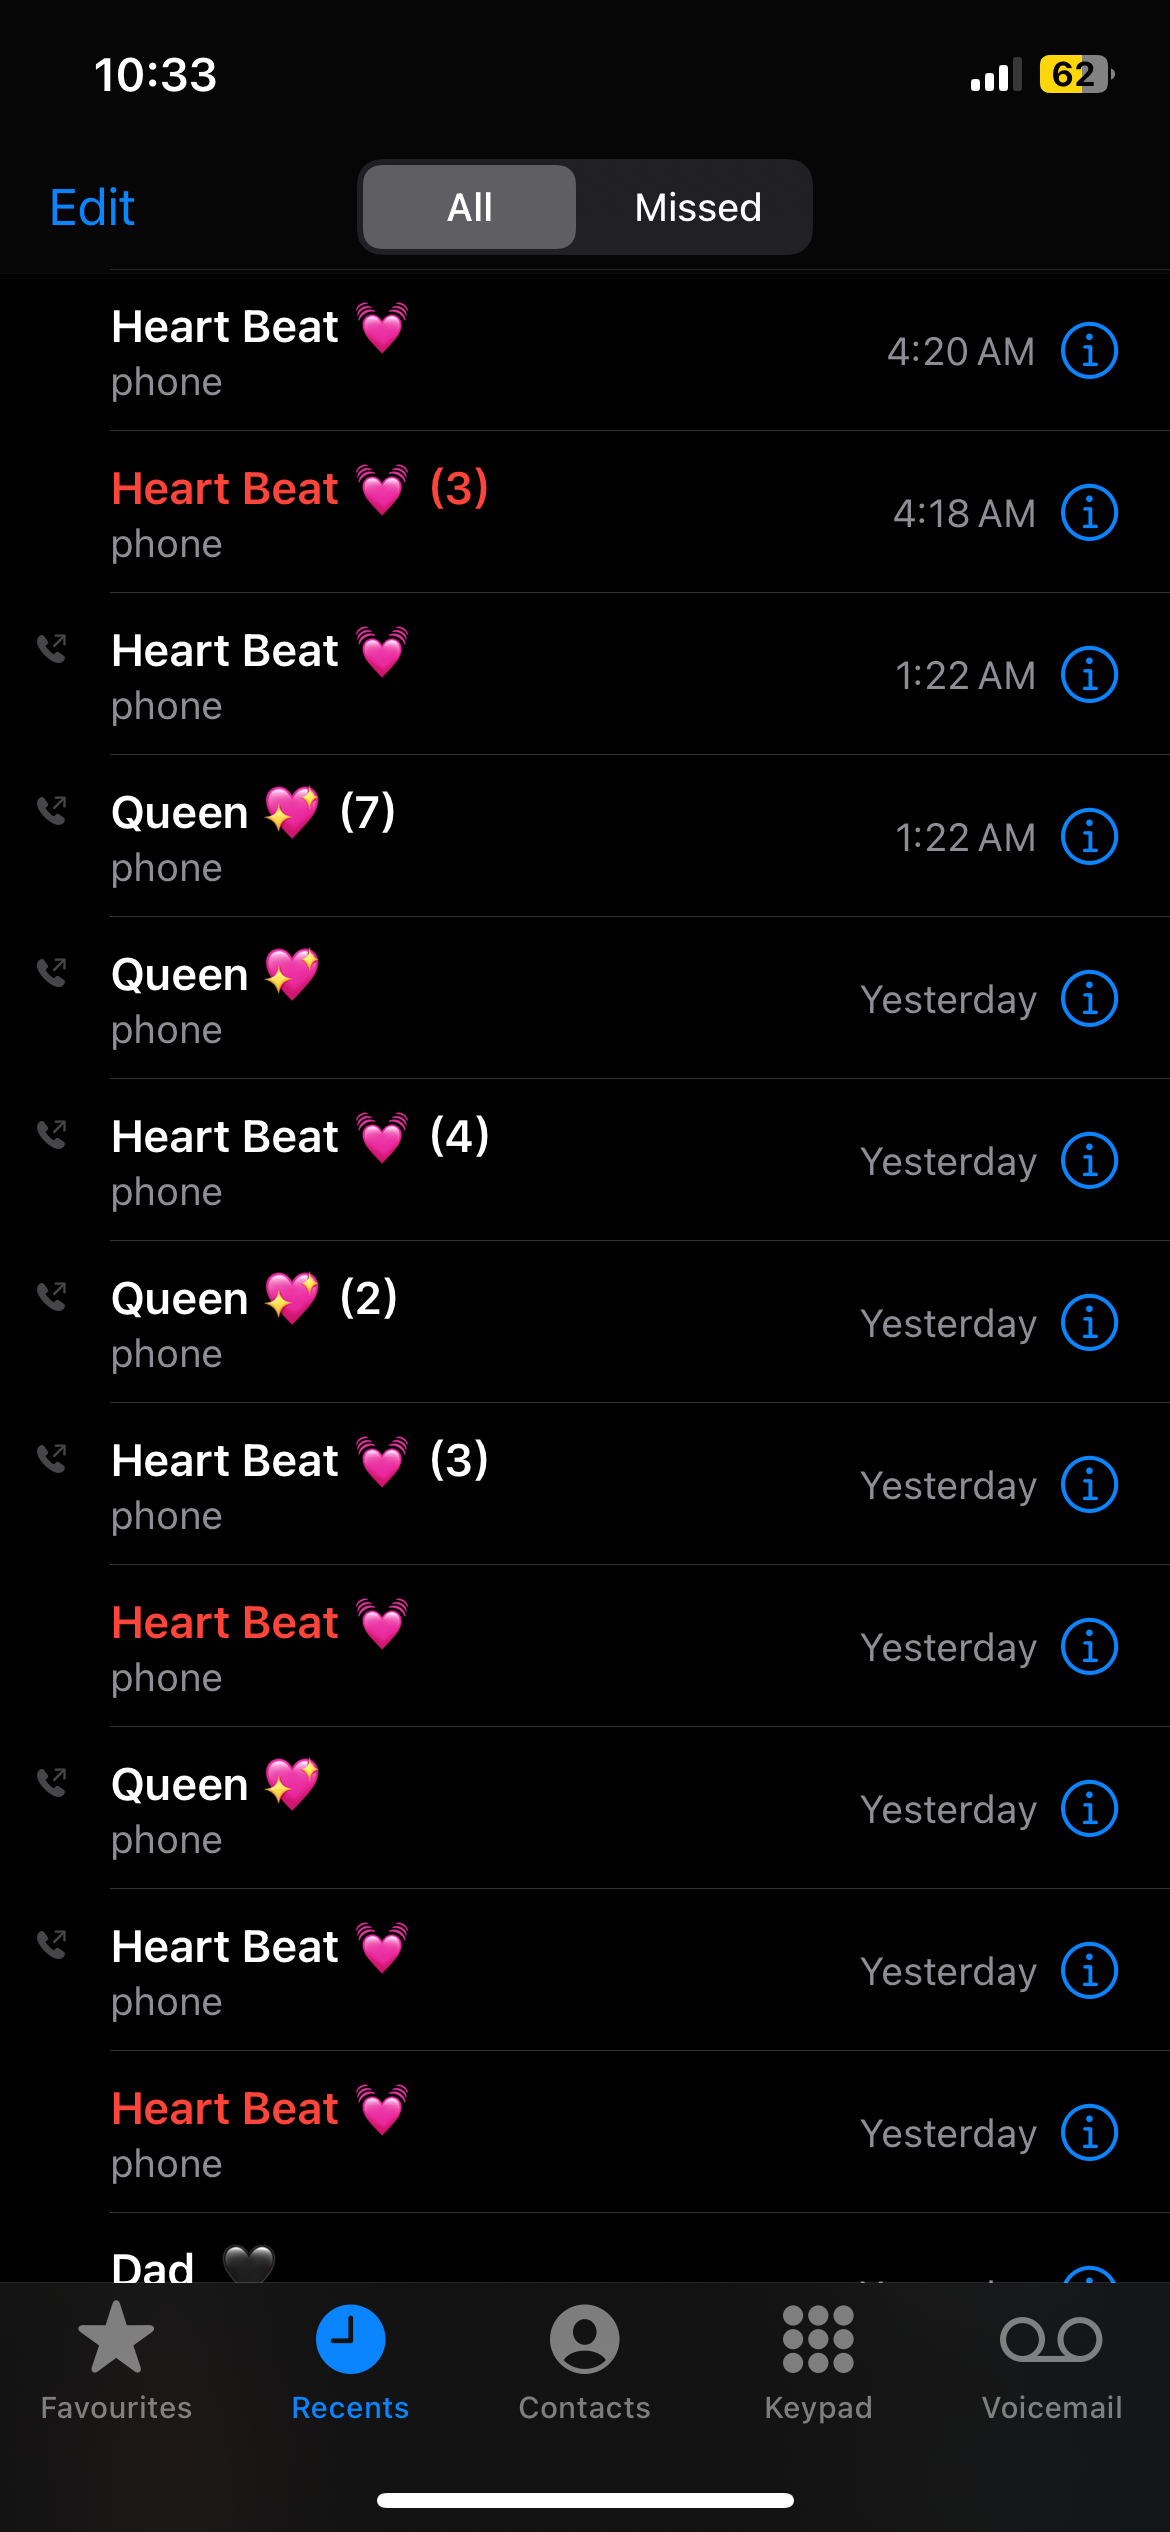 10:33
62
Edit
All
Missed
Heart Beat 💓
phone
4:20 AM
Heart Beat 💓 (3)
phone
4:18 AM
Heart Beat 💓
phone
1:22 AM
Queen 💖 (7)
phone
1:22 AM
Queen 💖
phone
Yesterday
Heart Beat 💓 (4)
phone
Yesterday
Queen 💖 (2)
phone
Yesterday
Heart Beat 💓 (3)
phone
Yesterday
Heart Beat 💓
phone
Yesterday
Queen 💖
phone
Yesterday
Heart Beat 💓
phone
Yesterday
Heart Beat 💓
phone
Yesterday
Dad 🖤
Favourites
Recents
Contacts
Keypad
Voicemail